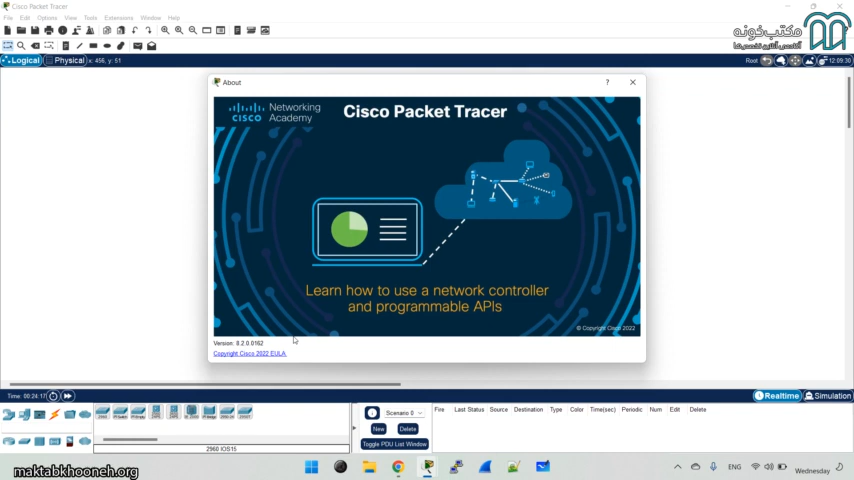 Cisco Packet Tracer
File Edit Options View Tools Extensions Window Help
مکتب‌خونه
Logical Physical x: 456, y: 51
Root 12:09:30
About
? ×
Networking
CISCO Academy
Cisco Packet Tracer
Learn how to use a network controller
and programmable APIs
© Copyright Cisco 2022
Version: 8.2.0.0162
Copyright Cisco 2022 EULA
Time: 00:24:17
Realtime Simulation
Scenario 0
Fire Last Status Source Destination Type Color Time(sec) Periodic Num Edit Delete
New Delete
Toggle PDU List Window
2960 IOS15
maktabkhooneh.org
ENG
Wednesday